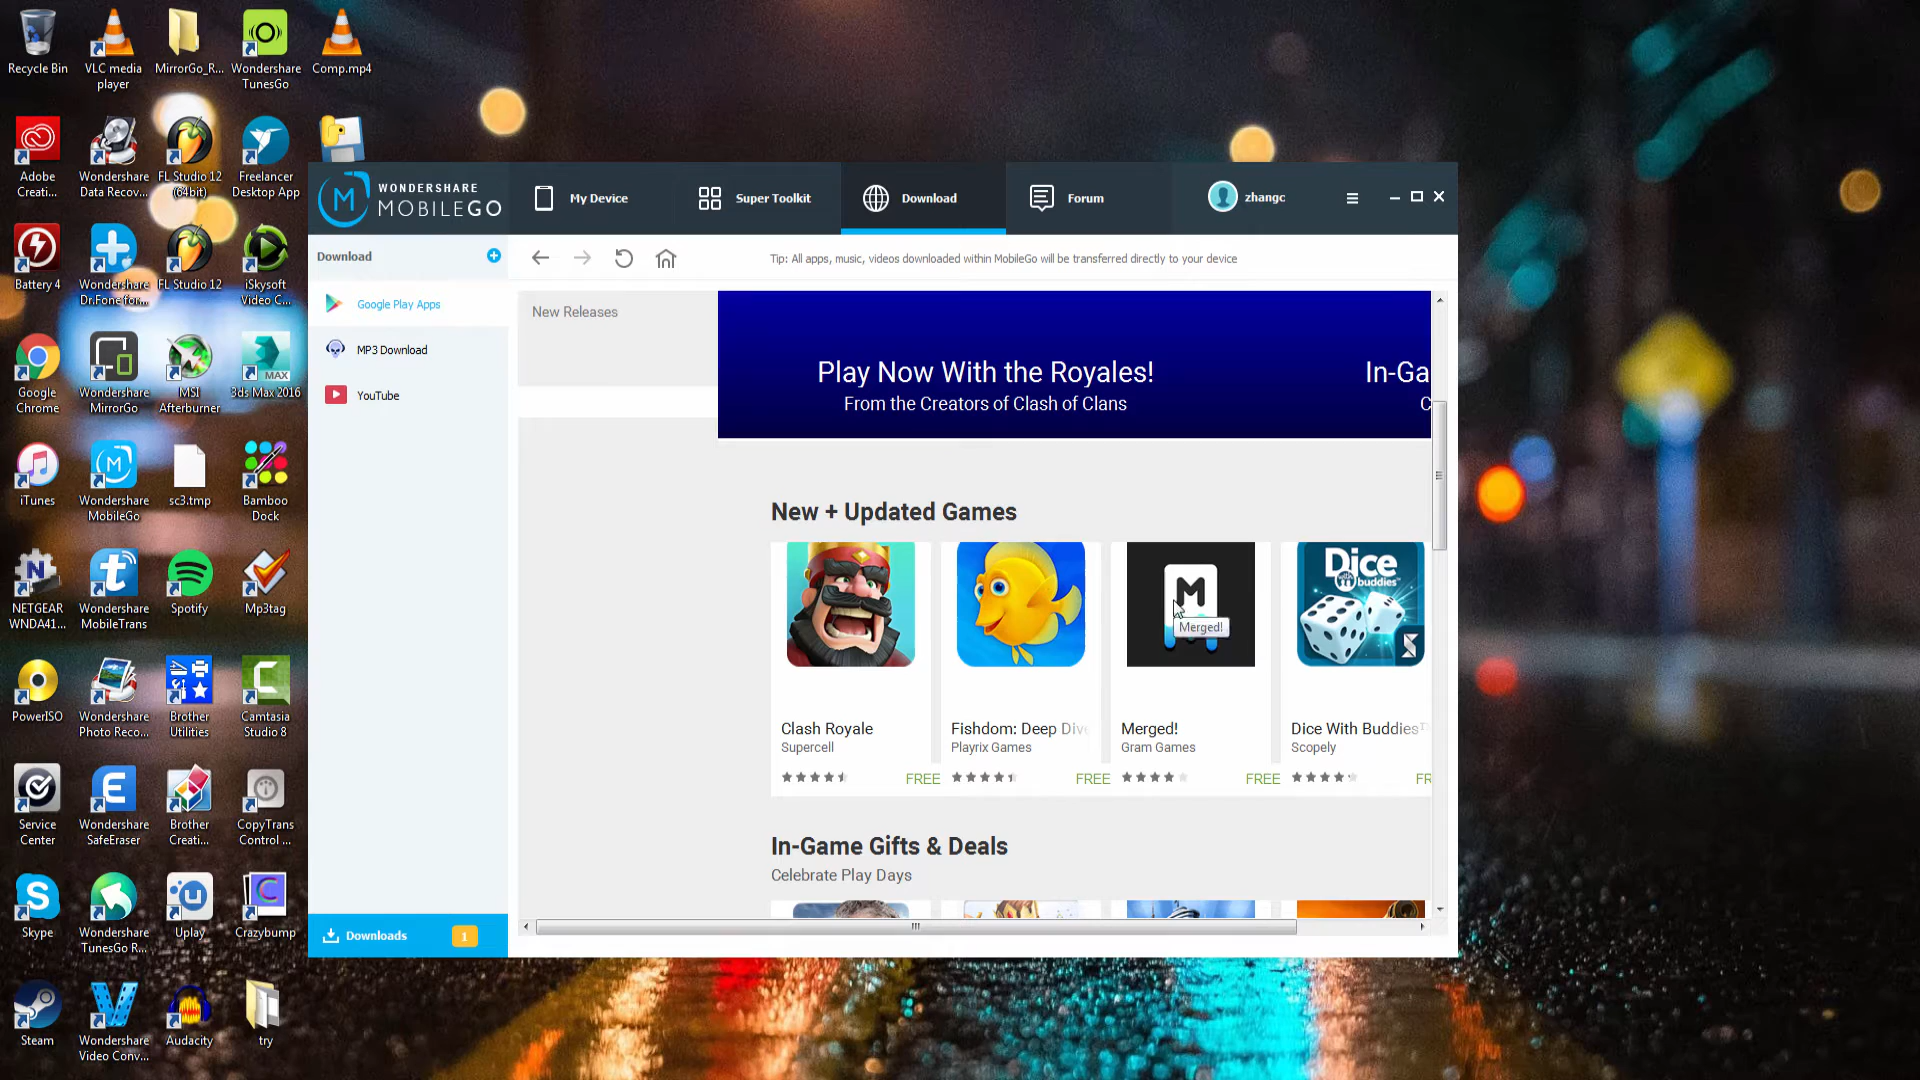 Recycle Bin
VLC media
player
MirrorGo_R...
Wondershare
TunesGo
Comp.mp4
Adobe
Creati...
Wondershare
Data Recov...
FL Studio 12
(64bit)
Freelancer
Desktop App
Battery 4
Wondershare
Dr.Fone for...
FL Studio 12
iSkysoft
Video C...
Google
Chrome
Wondershare
MirrorGo
MSI
Afterburner
MAX
3ds Max 2016
iTunes
Wondershare
MobileGo
sc3.tmp
Bamboo
Dock
NETGEAR
WNDA41...
Wondershare
MobileTrans
Spotify
Mp3tag
PowerISO
Wondershare
Photo Reco...
Brother
Utilities
Camtasia
Studio 8
Service
Center
Wondershare
SafeEraser
Brother
Creati...
CopyTrans
Control ...
Skype
Wondershare
TunesGo R...
Uplay
Crazybump
Steam
Wondershare
Video Conv...
Audacity
try
WONDERSHARE
MOBILEGO
My Device
Super Toolkit
Download
Forum
zhangc
Download
Tip: All apps, music, videos downloaded within MobileGo will be transferred directly to your device
Google Play Apps
MP3 Download
YouTube
Downloads
1
New Releases
Play Now With the Royales!
From the Creators of Clash of Clans
In-Ga
C
New + Updated Games
M
Merged!
Dice
with
buddies™
Clash Royale
Supercell
FREE
Fishdom: Deep Dive
Playrix Games
FREE
Merged!
Gram Games
FREE
Dice With Buddies™
Scopely
FR
In-Game Gifts & Deals
Celebrate Play Days